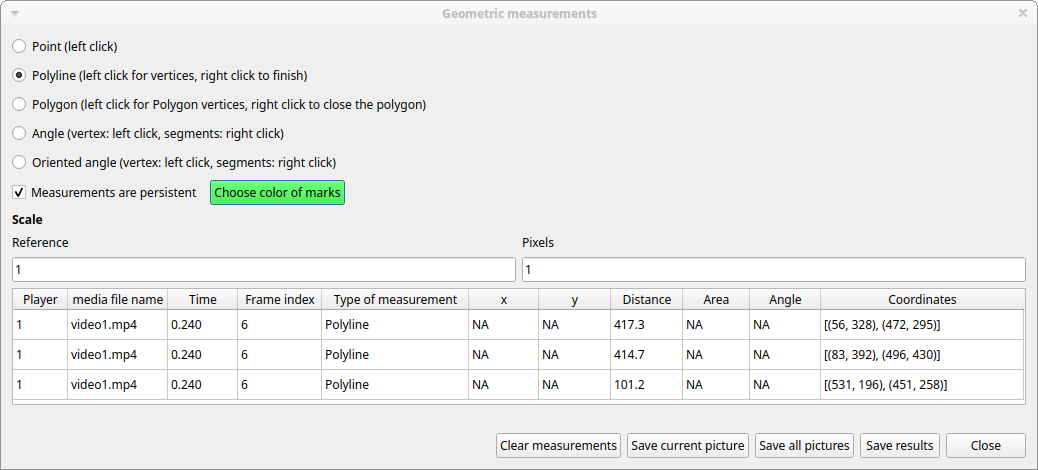 Geometric measurements
Point (left click)
Polyline (left click for vertices, right click to finish)
Polygon (left click for Polygon vertices, right click to close the polygon)
Angle (vertex: left click, segments: right click)
Oriented angle (vertex: left click, segments: right click)
Measurements are persistent Choose color of marks
Scale
Reference Pixels
1 1
Player media file name Time Frame index Type of measurement x y Distance Area Angle Coordinates
1 video1.mp4 0.240 6 Polyline NA NA 417.3 NA NA [(56, 328), (472, 295)]
1 video1.mp4 0.240 6 Polyline NA NA 414.7 NA NA [(83, 392), (496, 430)]
1 video1.mp4 0.240 6 Polyline NA NA 101.2 NA NA [(531, 196), (451, 258)]
Clear measurements Save current picture Save all pictures Save results Close